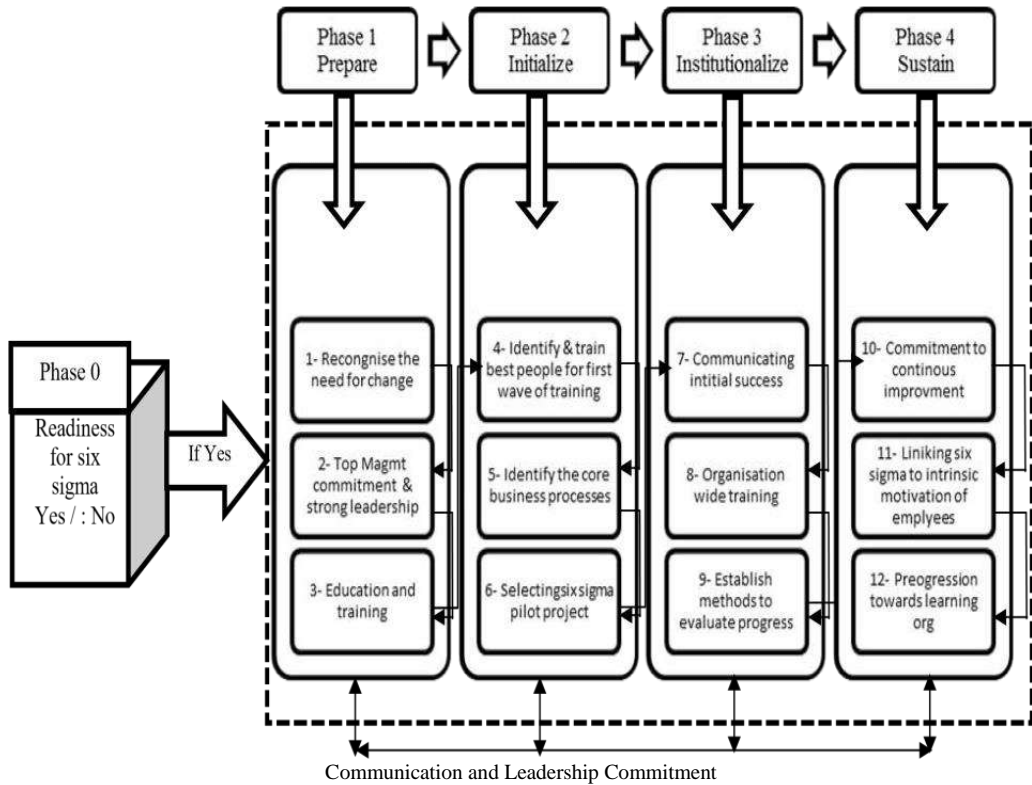 Phase 1
Prepare
Phase 2
Initialize
Phase 3
Institutionalize
Phase 4
Sustain
Phase 0
Readiness
for six
sigma
Yes / : No
If Yes
1- Recongnise the
need for change
2- Top Magmt
commitment &
strong leadership
3- Education and
training
4- Identify & train
best people for first
wave of training
5- Identify the core
business processes
6- Selectingsix sigma
pilot project
7- Communicating
intitial success
8- Organisation
wide training
9- Establish
methods to
evaluate progress
10- Commitment to
continous
improvment
11- Liniking six
sigma to intrinsic
motivation of
emplyees
12- Preogression
towards learning
org
Communication and Leadership Commitment